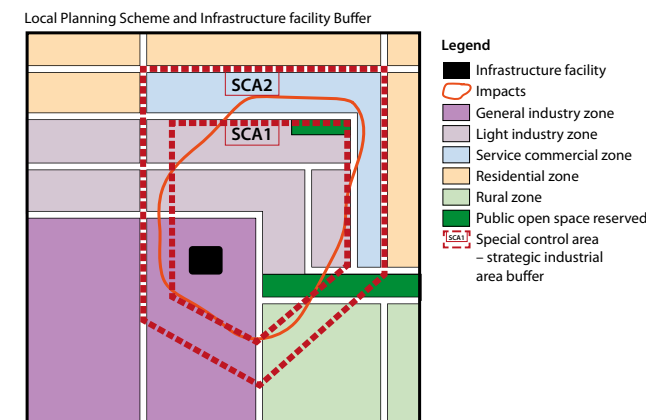 Local Planning Scheme and Infrastructure facility Buffer
SCA2
SCA1
Legend
Infrastructure facility
Impacts
General industry zone
Light industry zone
Service commercial zone
Residential zone
Rural zone
Public open space reserved
SCA1
Special control area
– strategic industrial
area buffer